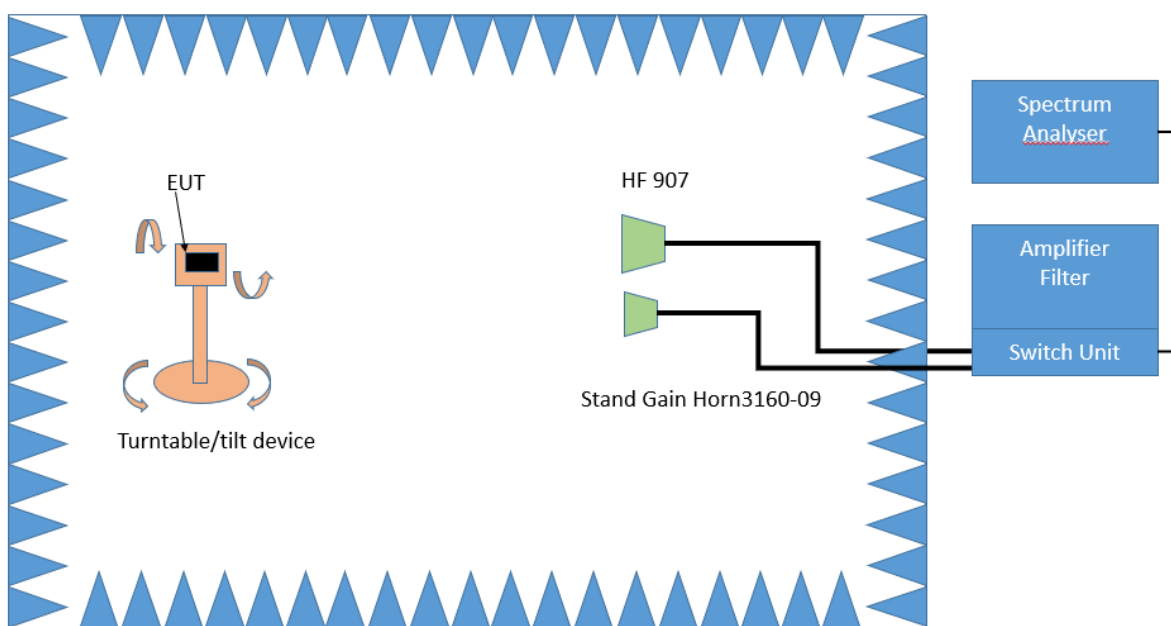 Spectrum
Analyser
EUT
HF 907
Amplifier
Filter
Switch Unit
Stand Gain Horn3160-09
Turntable/tilt device